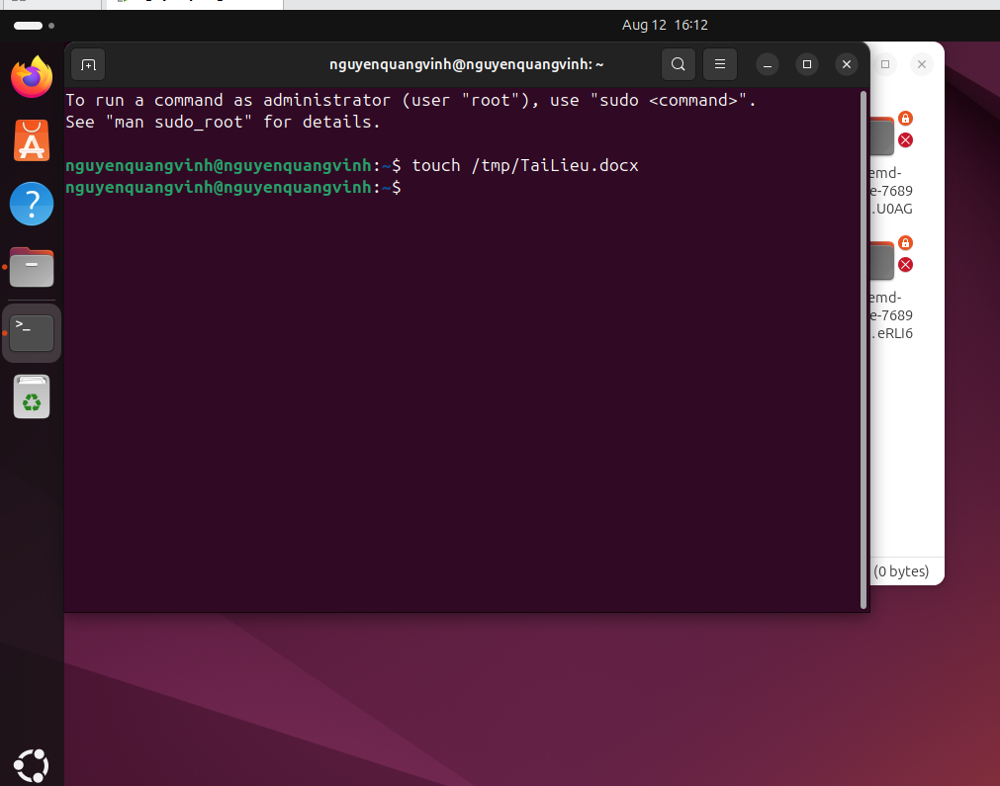 Aug 12 16:12
nguyenquangvinh@nguyenquangvinh: ~
To run a command as administrator (user "root"), use "sudo <command>".
See "man sudo_root" for details.
nguyenquangvinh@nguyenquangvinh:~$ touch /tmp/TaiLieu.docx
nguyenquangvinh@nguyenquangvinh:~$
emd-
e-7689
.U0AG
emd-
e-7689
.eRLI6
(0 bytes)